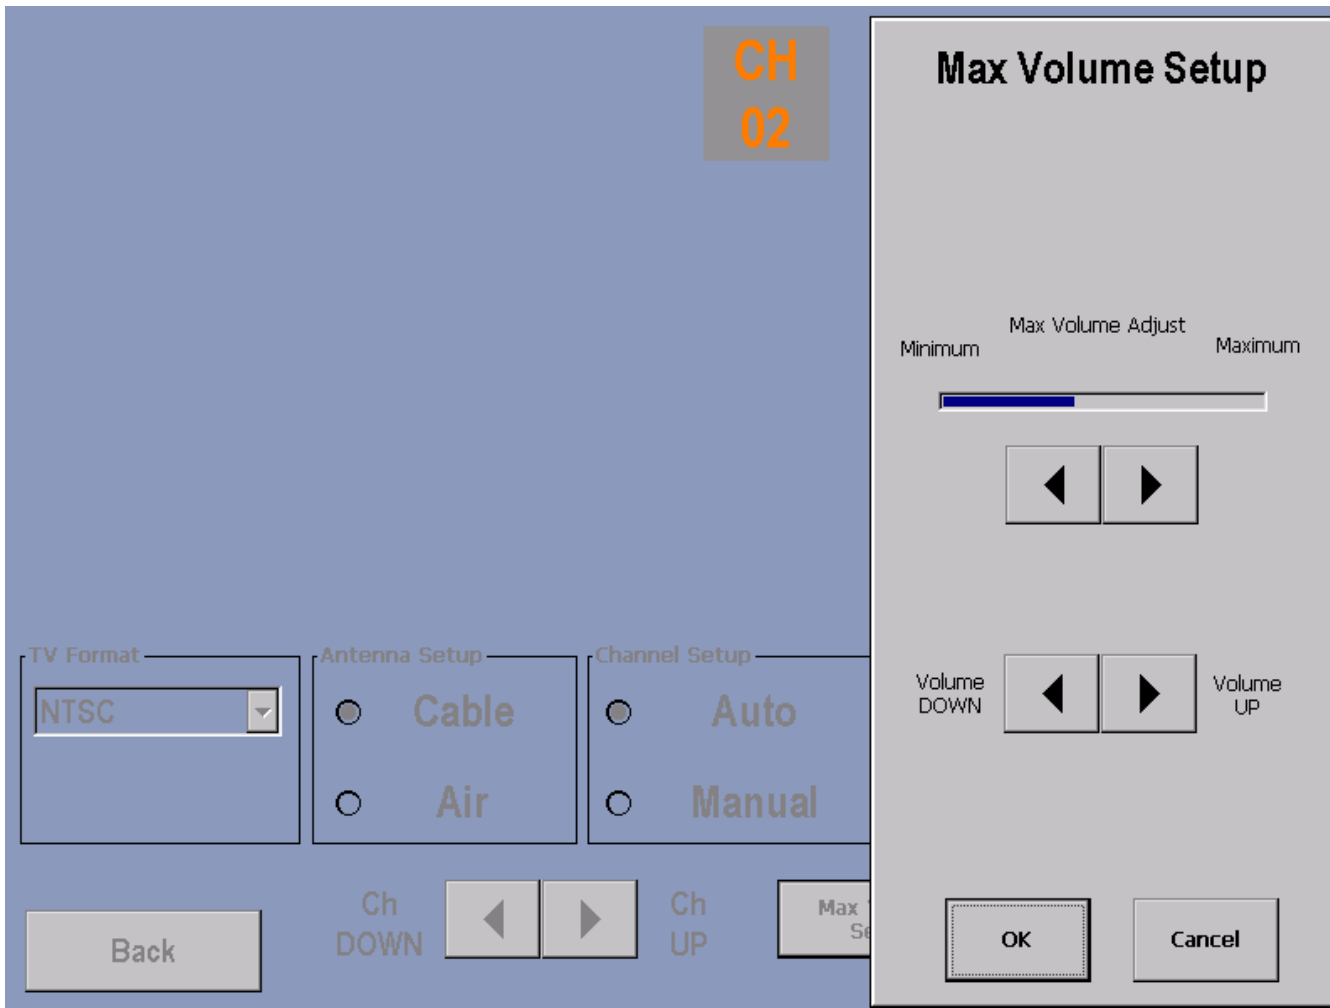 CH
02
Max Volume Setup
Max Volume Adjust
Minimum
Maximum
Volume
DOWN
Volume
UP
TV Format
NTSC
Antenna Setup
Cable
Air
Channel Setup
Auto
Manual
Back
Ch
DOWN
Ch
UP
Max
OK
Cancel